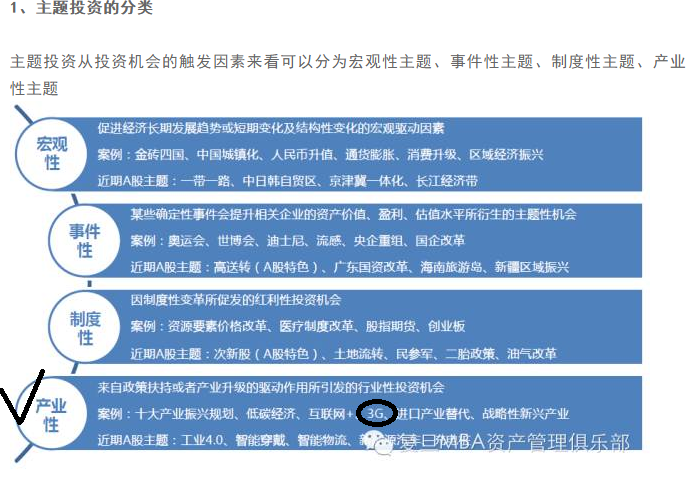 1、主题投资的分类
主题投资从投资机会的触发因素来看可以分为宏观性主题、事件性主题、制度性主题、产业
性主题
宏观
性
促进经济长期发展趋势或短期变化及结构性变化的宏观驱动因素
案例：金砖四国、中国城镇化、人民币升值、通货膨胀、消费升级、区域经济振兴
近期A股主题：一带一路、中日韩自贸区、京津冀一体化、长江经济带
事件
性
某些确定性事件会提升相关企业的资产价值、盈利、估值水平所衍生的主题性机会
案例：奥运会、世博会、迪士尼、流感、央企重组、国企改革
近期A股主题：高送转（A股特色）、广东国资改革、海南旅游岛、新疆区域振兴
制度
性
因制度性变革所促发的红利性投资机会
案例：资源要素价格改革、医疗制度改革、股指期货、创业板
近期A股主题：次新股（A股特色）、土地流转、民参军、二胎政策、油气改革
产业
性
来自政策扶持或者产业升级的驱动作用所引发的行业性投资机会
案例：十大产业振兴规划、低碳经济、互联网+、3G、进口产业替代、战略性新兴产业
近期A股主题：工业4.0、智能穿戴、智能物流、新能源汽车、
复旦MBA资产管理俱乐部